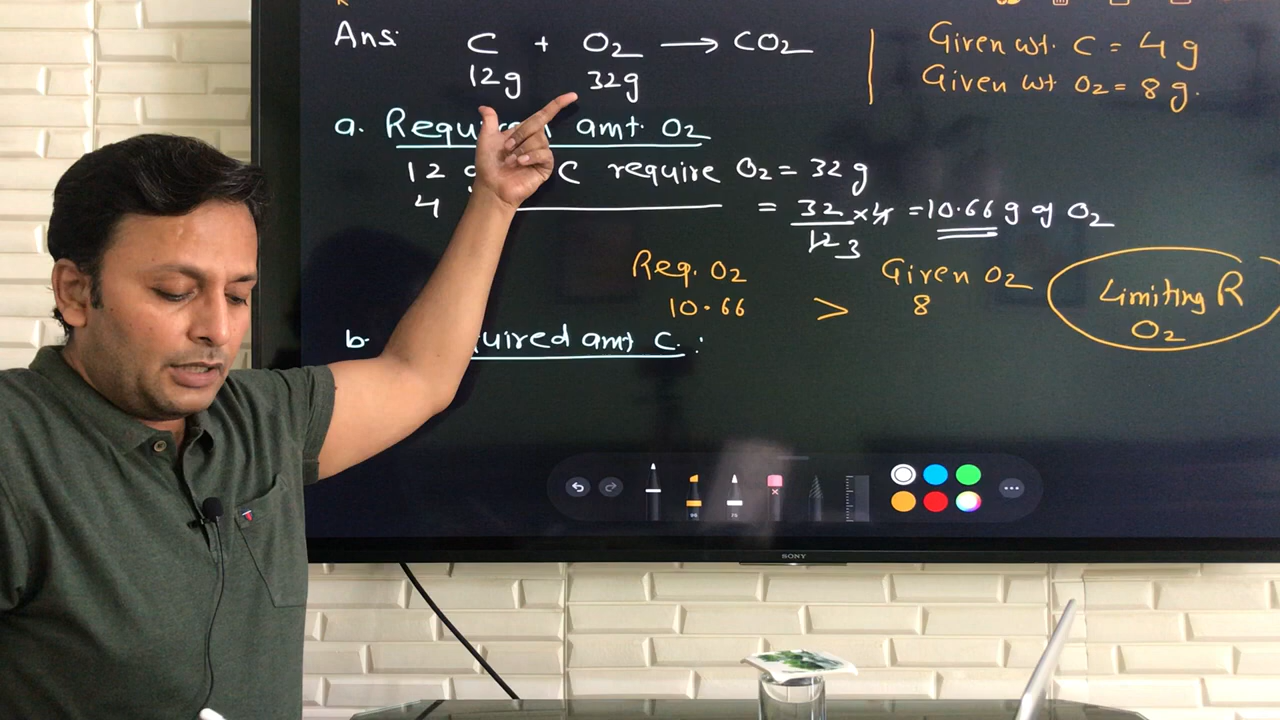 Ans: C + O2 → CO2
12g 32g
Given wt. C = 4 g
Given wt O2 = 8 g.
a. Required amt. O2
12 g C require O2 = 32 g
4 = 32/12 × 4 3 = 10.66 g of O2
Req. O2 Given O2
10.66 > 8
Limiting R
O2
b. quired amt C. :
SONY